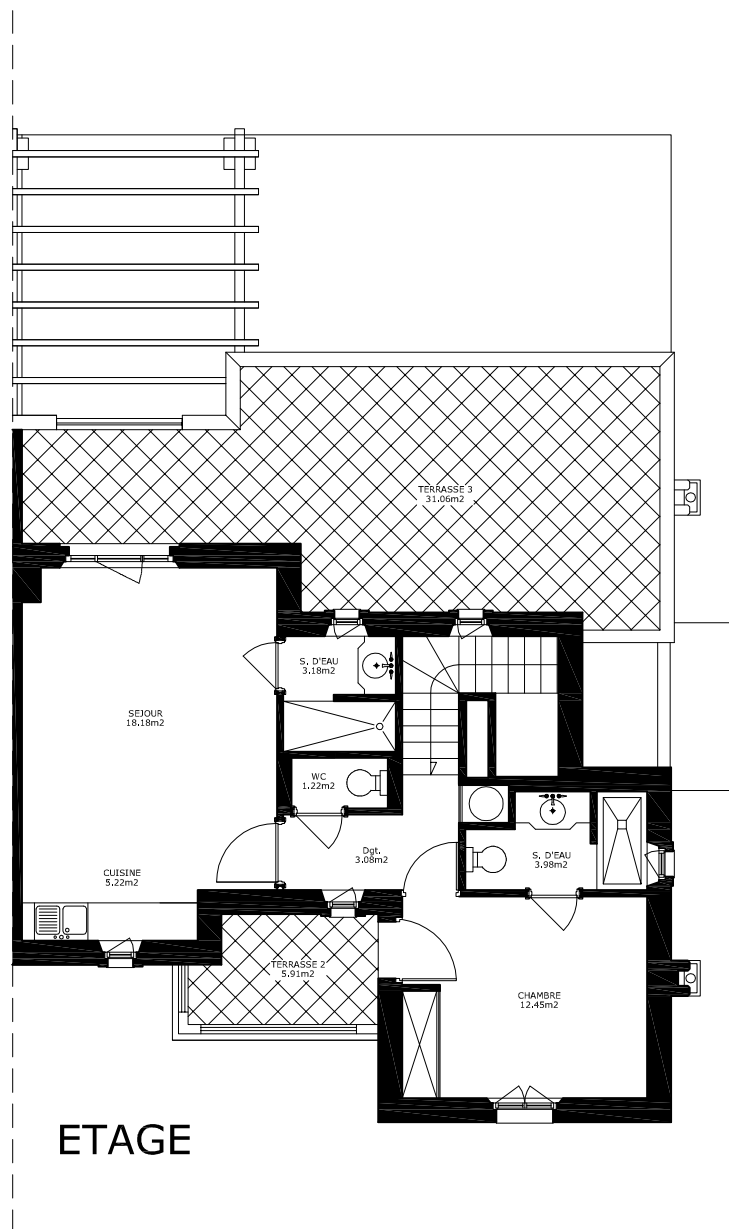 TERRASSE 3
31.06m2
S. D'EAU
3.18m2
SEJOUR
18.18m2
WC
1.22m2
Dgt.
3.08m2
S. D'EAU
3.98m2
CUISINE
5.22m2
TERRASSE 2
5.91m2
CHAMBRE
12.45m2
ETAGE